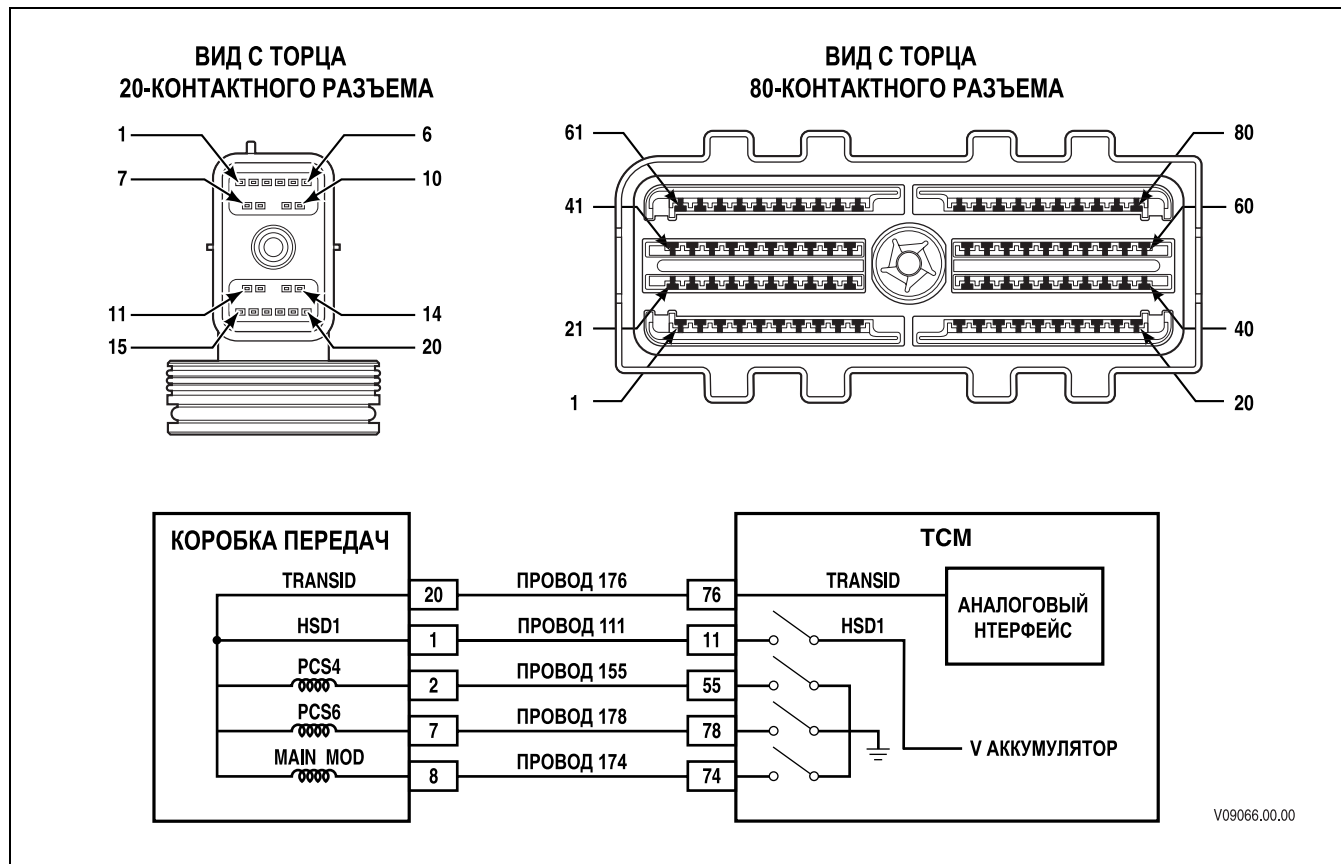 ВИД С ТОРЦА
20-КОНТАКТНОГО РАЗЪЕМА
ВИД С ТОРЦА
80-КОНТАКТНОГО РАЗЪЕМА
1
6
7
10
11
14
15
20
61
80
41
60
21
40
1
20
КОРОБКА ПЕРЕДАЧ
TCM
TRANSID
20
ПРОВОД 176
76
TRANSID
АНАЛОГОВЫЙ
НТЕРФЕЙС
HSD1
1
ПРОВОД 111
11
HSD1
PCS4
2
ПРОВОД 155
55
PCS6
7
ПРОВОД 178
78
V АККУМУЛЯТОР
MAIN MOD
8
ПРОВОД 174
74
V09066.00.00